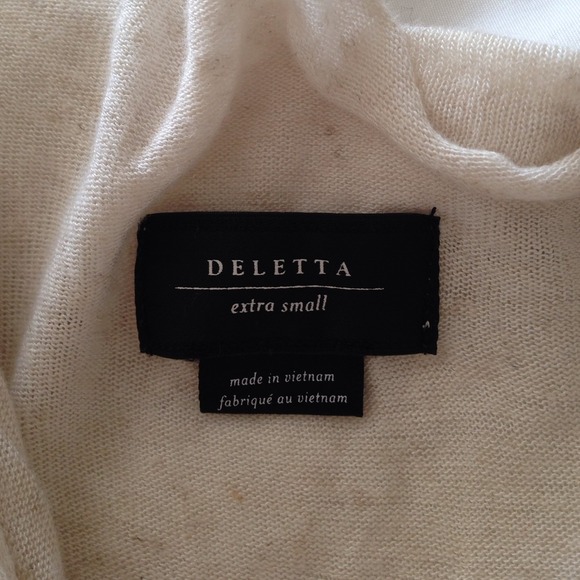 DELETTA
extra small
made in vietnam
fabriqué au vietnam